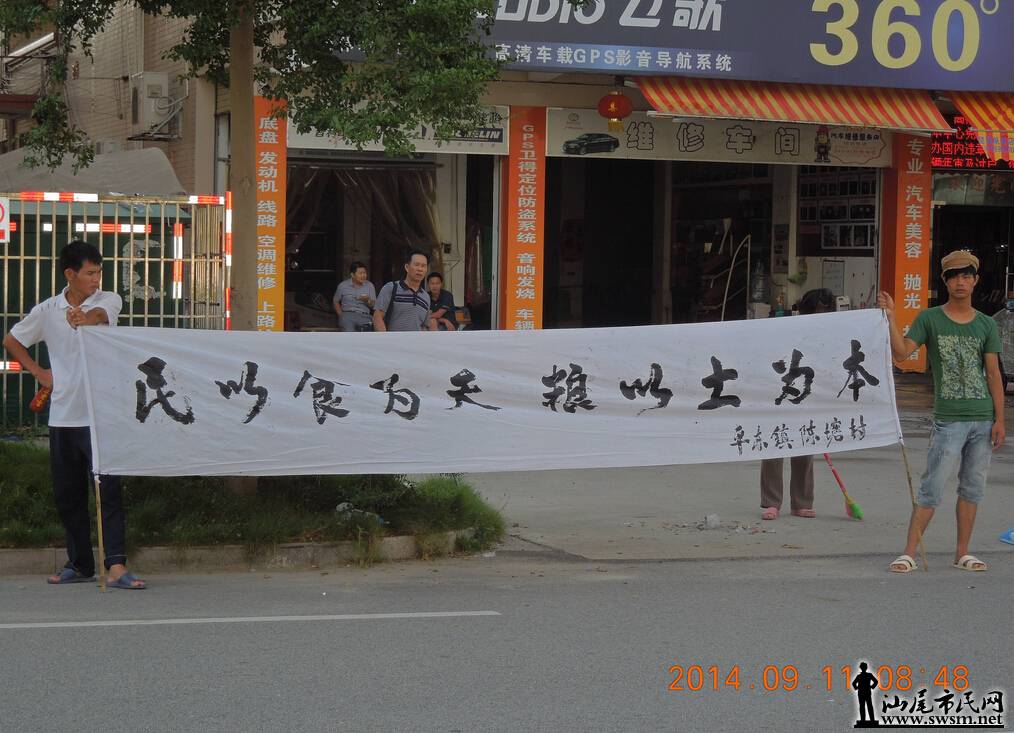 飞歌
360°
高清车载GPS影音导航系统
维修车间
底盘 发动机 线路 空调维修 上路
GPS卫得定位防盗系统 音响发烧 车辆
专业 汽车美容 抛光
民以食为天 粮以土为本
平东镇 陈塘村
2014.09.11 08:48
汕尾市民网
www.swsm.net